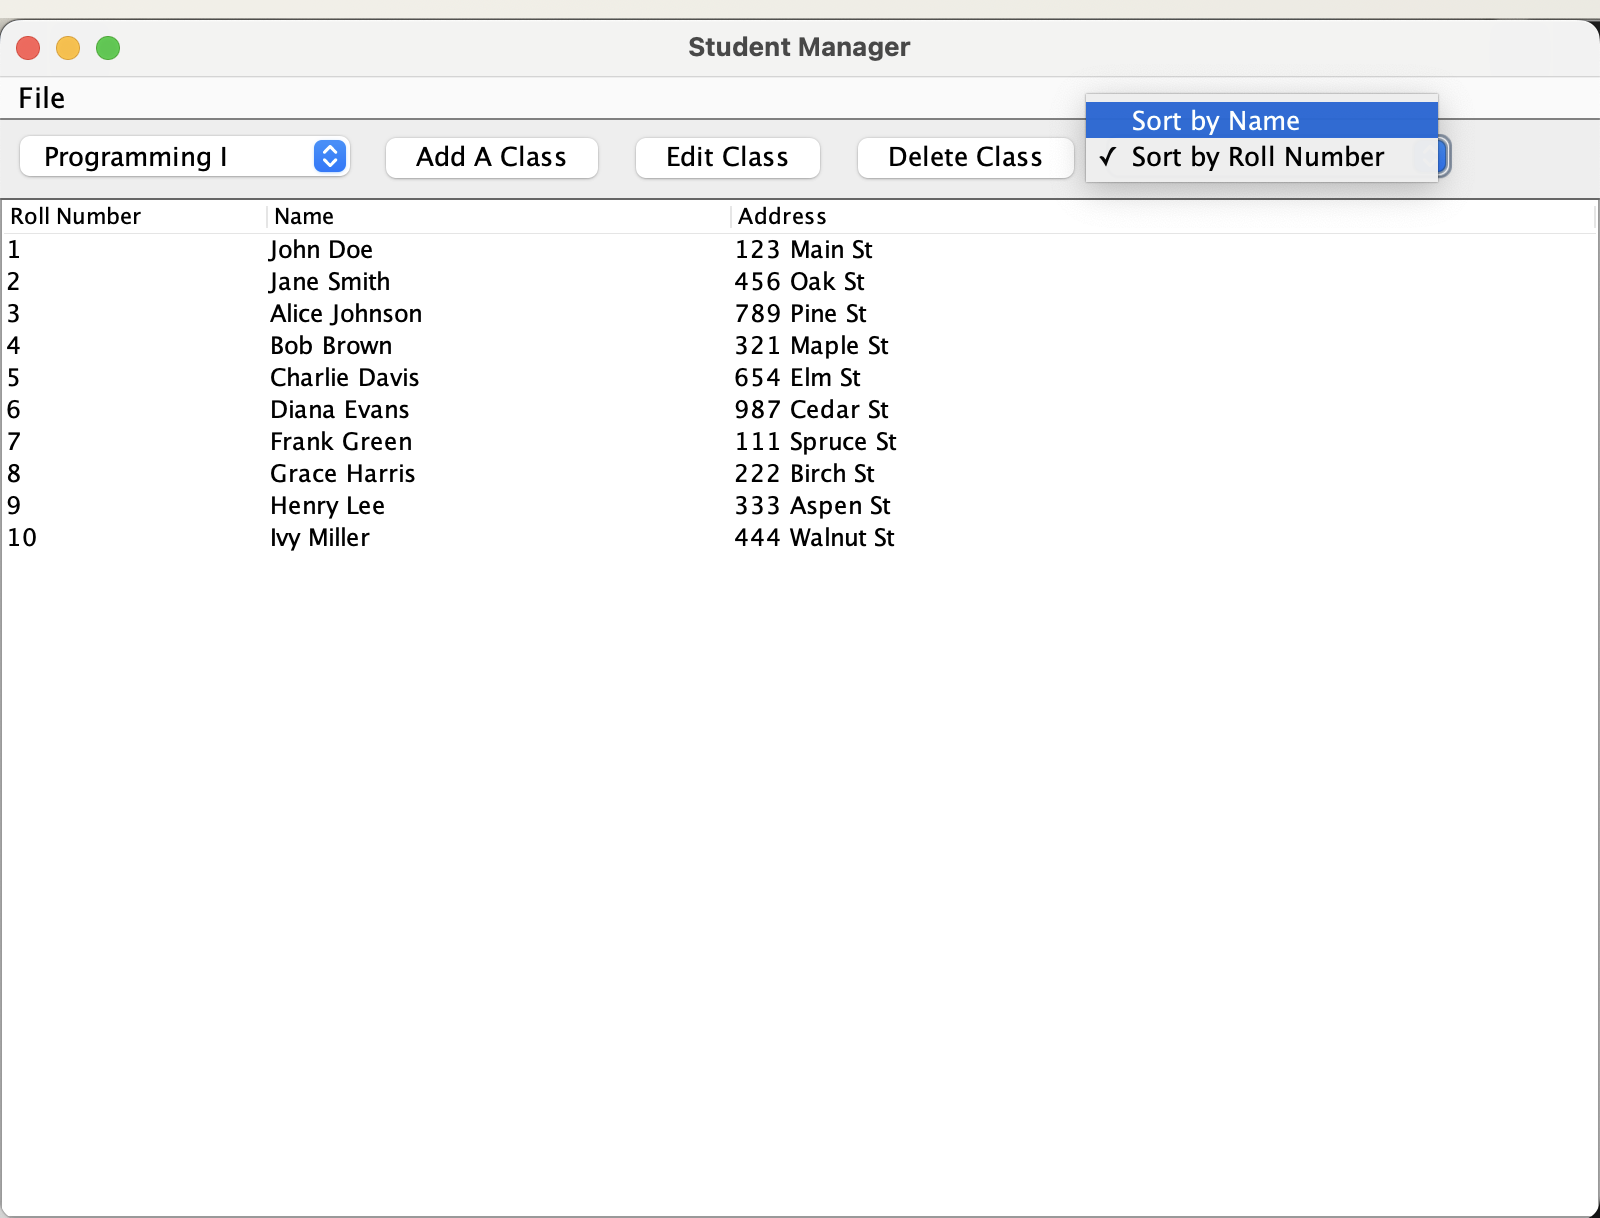 Student Manager
File
Programming I Add A Class Edit Class Delete Class
Sort by Name
✓ Sort by Roll Number
Roll Number Name Address
1 John Doe 123 Main St
2 Jane Smith 456 Oak St
3 Alice Johnson 789 Pine St
4 Bob Brown 321 Maple St
5 Charlie Davis 654 Elm St
6 Diana Evans 987 Cedar St
7 Frank Green 111 Spruce St
8 Grace Harris 222 Birch St
9 Henry Lee 333 Aspen St
10 Ivy Miller 444 Walnut St